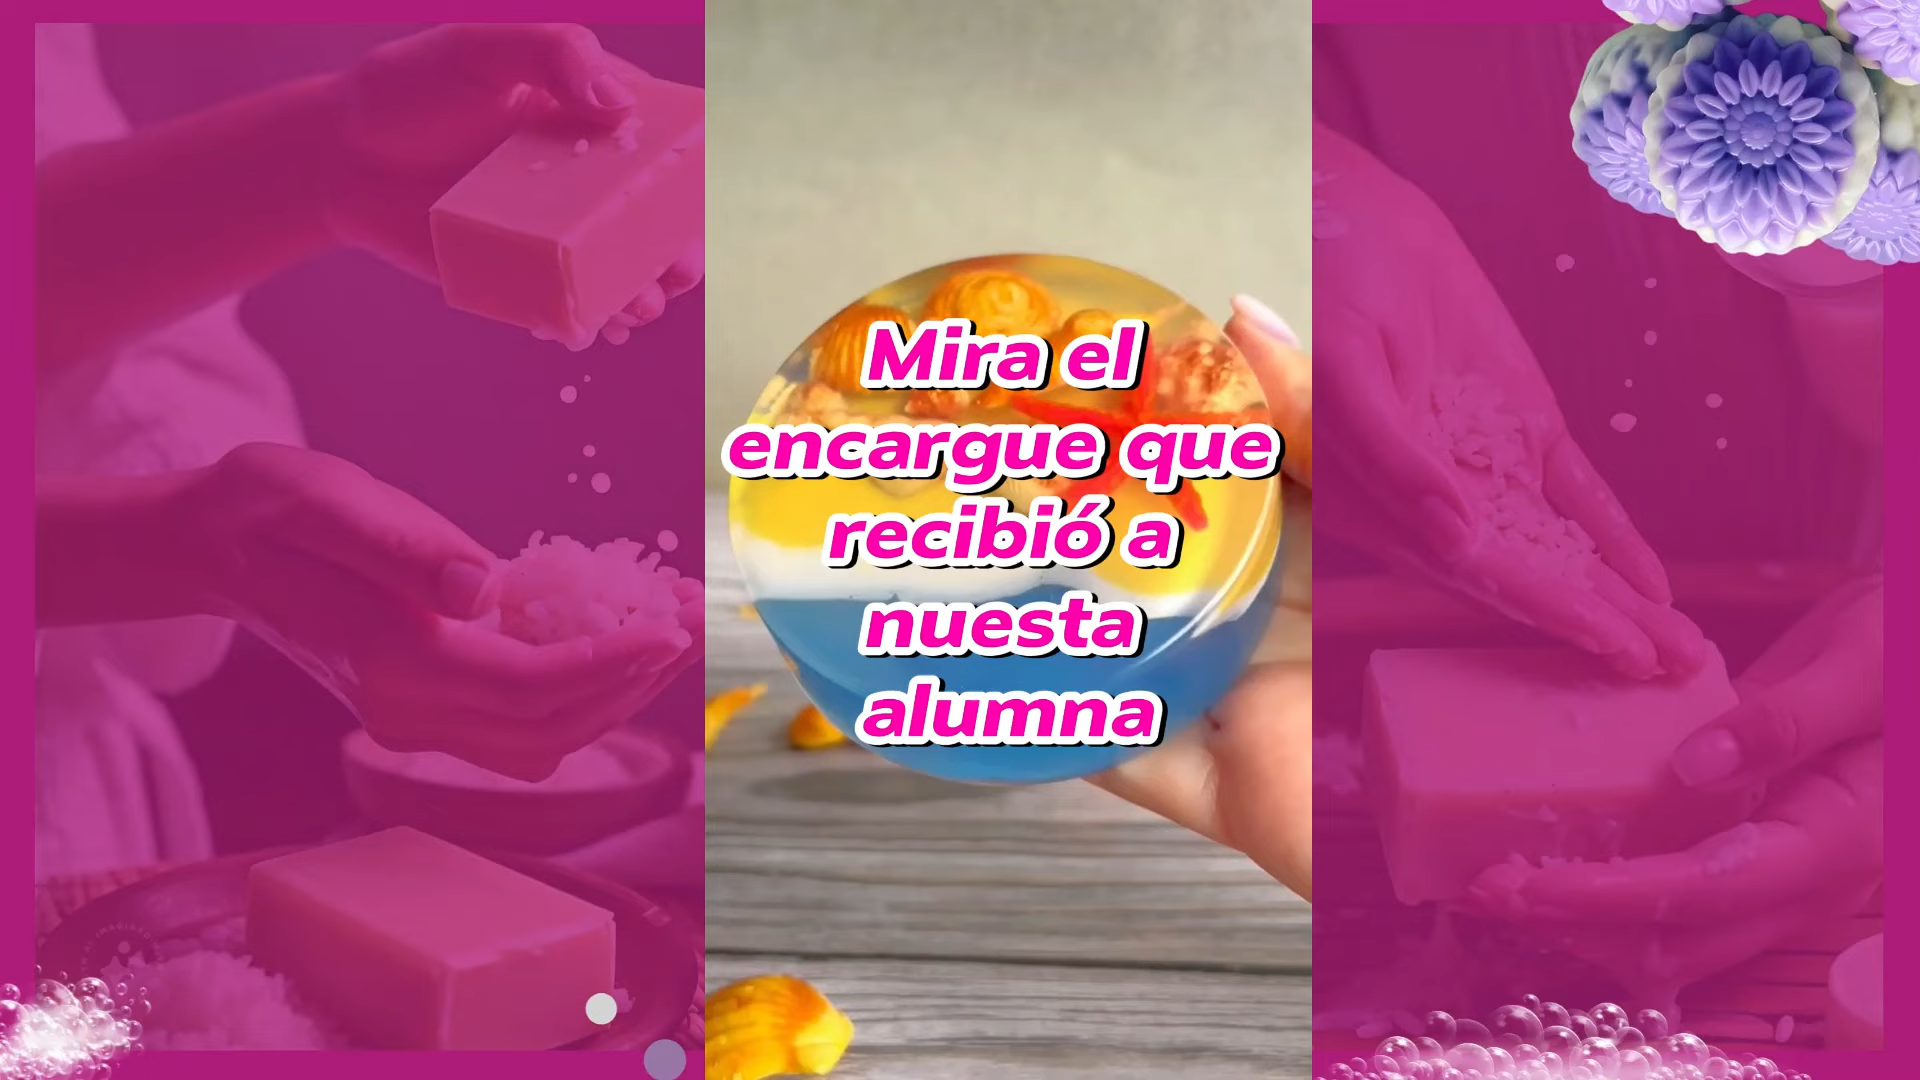 Mira el
encargue que
recibió a
nuesta
alumna